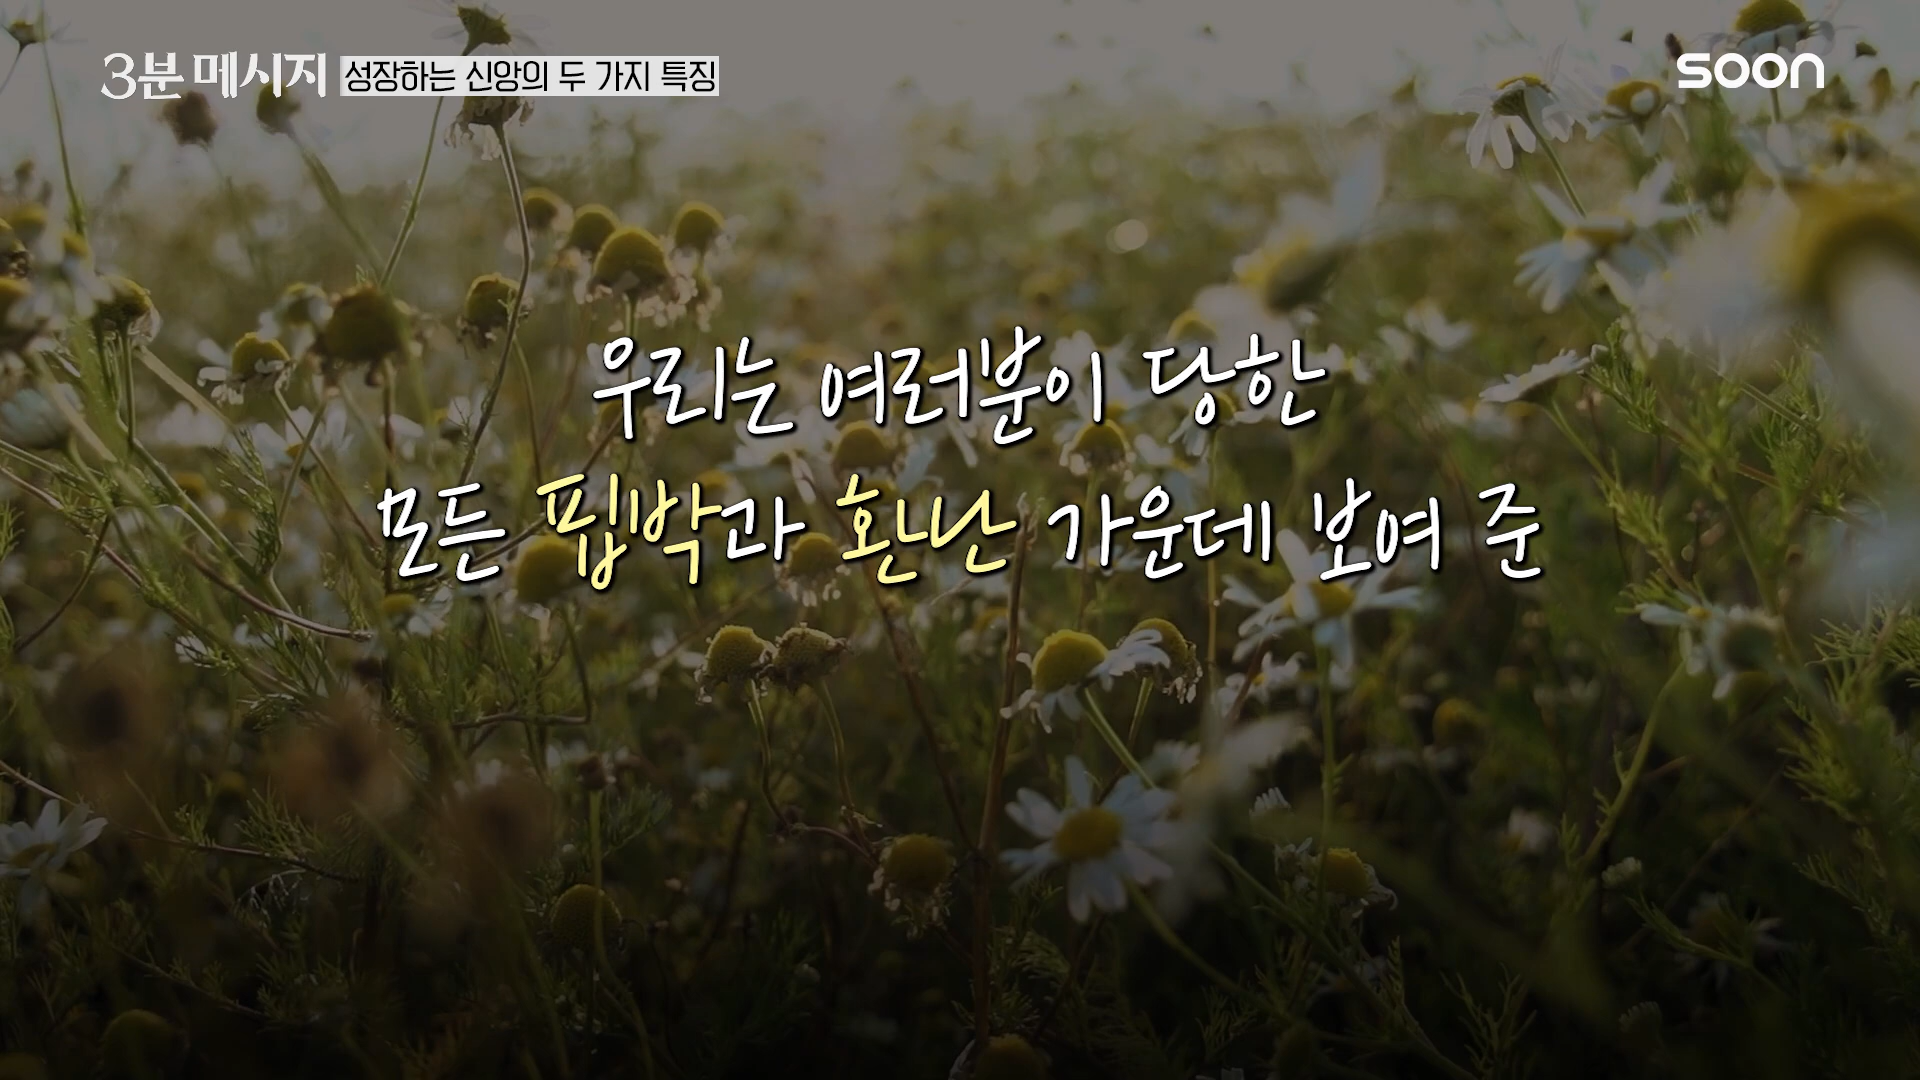 3분 메시지 성장하는 신앙의 두 가지 특징
soon
우리는 여러분이 당한
모든 핍박과 환난 가운데 보여 준